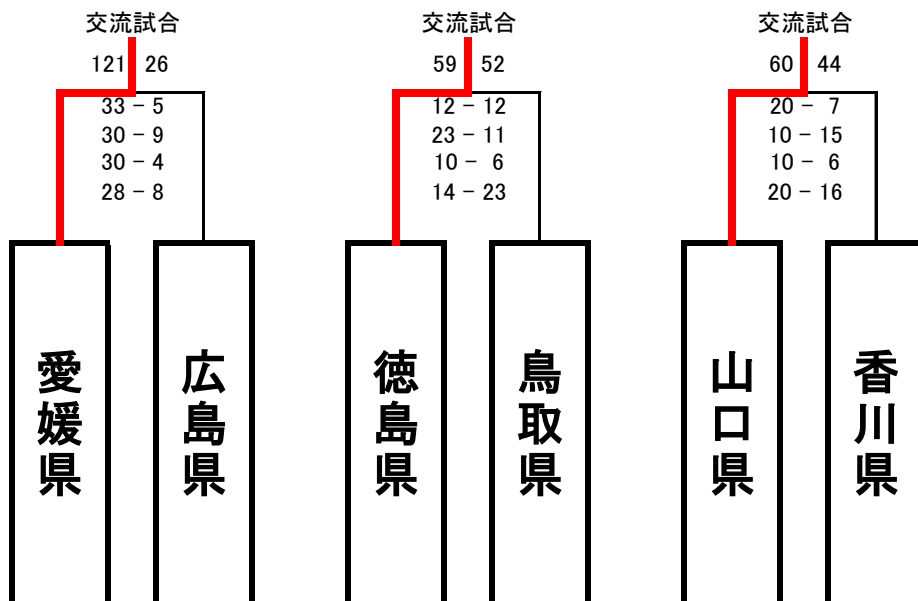 交流試合
121 26
33 - 5
30 - 9
30 - 4
28 - 8
愛媛県
広島県
交流試合
59 52
12 - 12
23 - 11
10 - 6
14 - 23
徳島県
鳥取県
交流試合
60 44
20 - 7
10 - 15
10 - 6
20 - 16
山口県
香川県